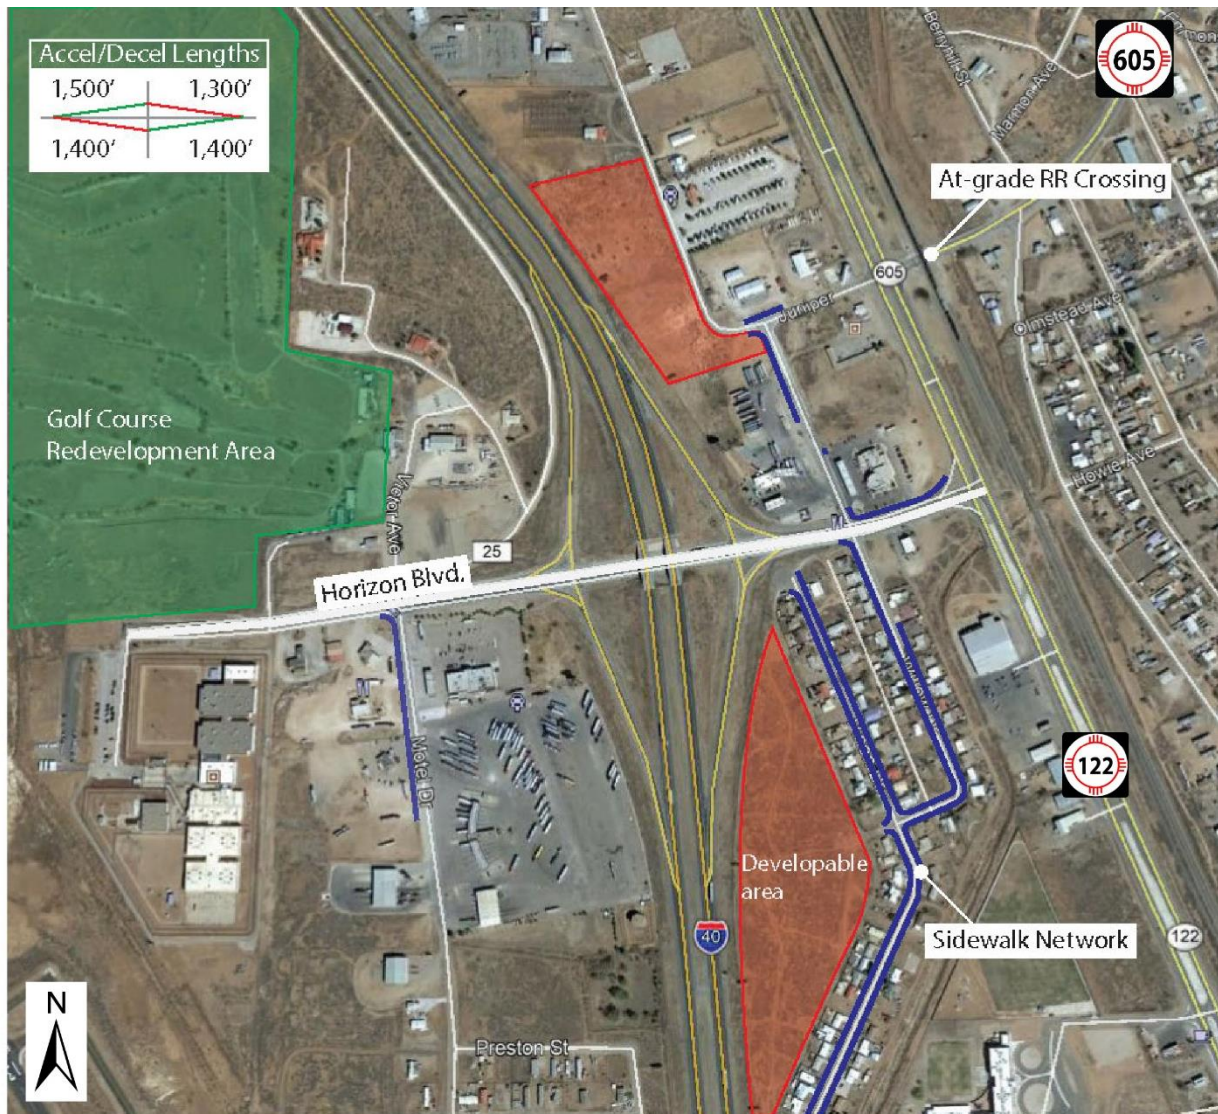 Accel/Decel Lengths
1,500'
1,300'
1,400'
1,400'
605
Berryhill St
Marmon Ave
At-grade RR Crossing
605
Juniper
Olmstead Ave
Golf Course
Redevelopment Area
Howie Ave
Victor Ave
25
Horizon Blvd.
Motel Dr
122
Developable
area
40
Sidewalk Network
122
N
Preston St